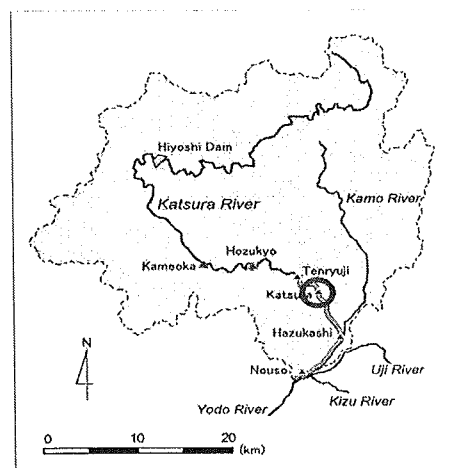 Hiyoshi Dam
Katsura River
Kamo River
Hozukyo
Kameoka
Tenryuji
Katsura
Hazukashi
N
Nouso
Uji River
Kizu River
Yodo River
0 10 20 (km)